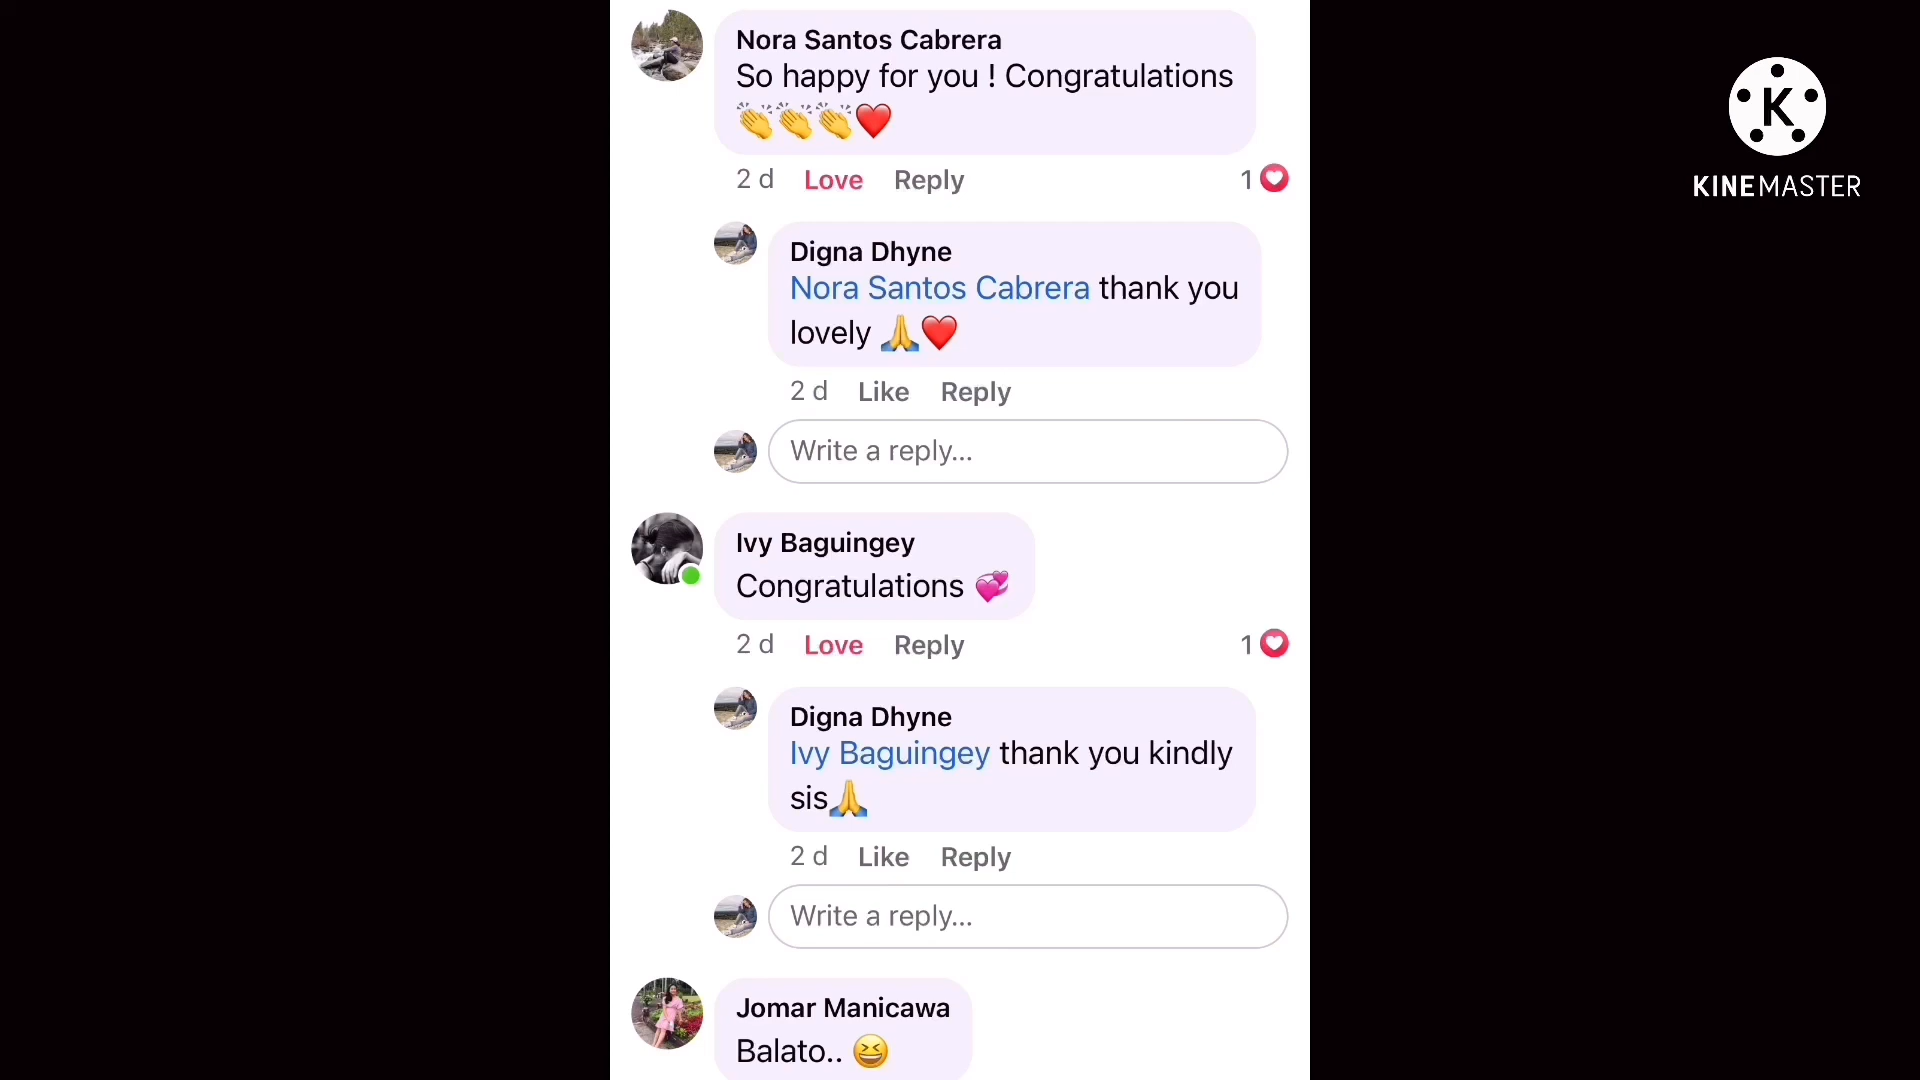 Nora Santos Cabrera
So happy for you ! Congratulations
👏👏👏❤️
2 d Love Reply 1
Digna Dhyne
Nora Santos Cabrera thank you
lovely 🙏❤️
2 d Like Reply
Write a reply...
Ivy Baguingey
Congratulations 💞
2 d Love Reply 1
Digna Dhyne
Ivy Baguingey thank you kindly
sis🙏
2 d Like Reply
Write a reply...
Jomar Manicawa
Balato.. 😆
K
KINEMASTER